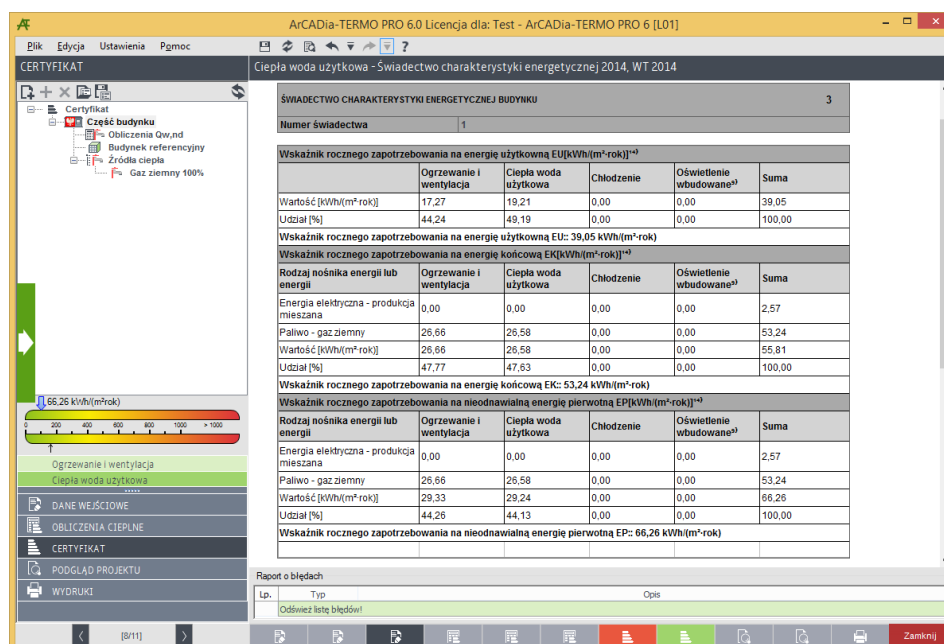 ArCADia-TERMO PRO 6.0 Licencja dla: Test - ArCADia-TERMO PRO 6 [L01]
Plik Edycja Ustawienia Pomoc
CERTYFIKAT
Ciepła woda użytkowa - Świadectwo charakterystyki energetycznej 2014, WT 2014
Certyfikat
Część budynku
Obliczenia Qw,nd
Budynek referencyjny
Źródła ciepła
Gaz ziemny 100%
66,26 kWh/(m²rok)
0 200 400 600 800 1000 > 1000
Ogrzewanie i wentylacja
Ciepła woda użytkowa
DANE WEJŚCIOWE
OBLICZENIA CIEPLNE
CERTYFIKAT
PODGLĄD PROJEKTU
WYDRUKI
[8/11]
ŚWIADECTWO CHARAKTERYSTYKI ENERGETYCZNEJ BUDYNKU 3
Numer świadectwa 1
Wskaźnik rocznego zapotrzebowania na energię użytkową EU[kWh/(m²·rok)]¹⁴⁾
Ogrzewanie i wentylacja Ciepła woda użytkowa Chłodzenie Oświetlenie wbudowane⁵⁾ Suma
Wartość [kWh/(m²·rok)] 17,27 19,21 0,00 0,00 39,05
Udział [%] 44,24 49,19 0,00 0,00 100,00
Wskaźnik rocznego zapotrzebowania na energię użytkową EU:: 39,05 kWh/(m²·rok)
Wskaźnik rocznego zapotrzebowania na energię końcową EK[kWh/(m²·rok)]¹⁴⁾
Rodzaj nośnika energii lub energii Ogrzewanie i wentylacja Ciepła woda użytkowa Chłodzenie Oświetlenie wbudowane⁵⁾ Suma
Energia elektryczna - produkcja mieszana 0,00 0,00 0,00 0,00 2,57
Paliwo - gaz ziemny 26,66 26,58 0,00 0,00 53,24
Wartość [kWh/(m²·rok)] 26,66 26,58 0,00 0,00 55,81
Udział [%] 47,77 47,63 0,00 0,00 100,00
Wskaźnik rocznego zapotrzebowania na energię końcową EK:: 53,24 kWh/(m²·rok)
Wskaźnik rocznego zapotrzebowania na nieodnawialną energię pierwotną EP[kWh/(m²·rok)]¹⁴⁾
Rodzaj nośnika energii lub energii Ogrzewanie i wentylacja Ciepła woda użytkowa Chłodzenie Oświetlenie wbudowane⁵⁾ Suma
Energia elektryczna - produkcja mieszana 0,00 0,00 0,00 0,00 2,57
Paliwo - gaz ziemny 26,66 26,58 0,00 0,00 53,24
Wartość [kWh/(m²·rok)] 29,33 29,24 0,00 0,00 66,26
Udział [%] 44,26 44,13 0,00 0,00 100,00
Wskaźnik rocznego zapotrzebowania na nieodnawialną energię pierwotną EP:: 66,26 kWh/(m²·rok)
Raport o błędach
Lp. Typ Opis
Odśwież listę błędów!
Zamknij